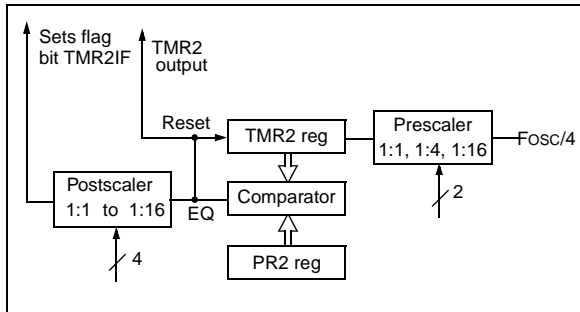 Sets flag
bit TMR2IF
TMR2
output
Reset
TMR2 reg
Prescaler
1:1, 1:4, 1:16
FOSC/4
2
Postscaler
1:1 to 1:16
EQ
Comparator
4
PR2 reg